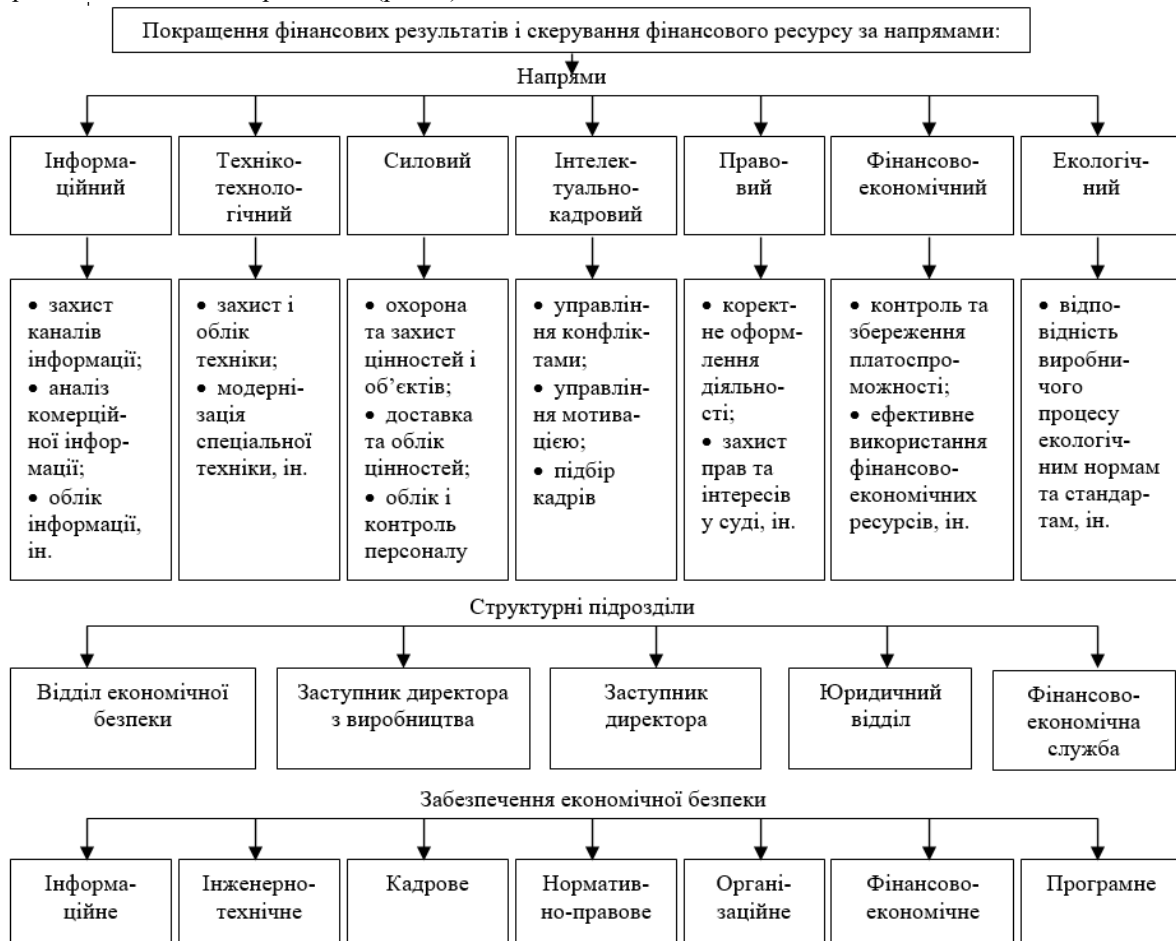 Покращення фінансових результатів і скерування фінансового ресурсу за напрямами:
Напрями
Інформа-
ційний
Техніко-
техноло-
гічний
Силовий
Інтелек-
туально-
кадровий
Право-
вий
Фінансово-
економічний
Екологіч-
ний
• захист
каналів
інформації;
• аналіз
комерцій-
ної інфор-
мації;
• облік
інформації,
ін.
• захист і
облік
техніки;
• модерні-
зація
спеціальної
техніки, ін.
• охорона
та захист
цінностей і
об’єктів;
• доставка
та облік
цінностей;
• облік і
контроль
персоналу
• управлін-
ня конфлік-
тами;
• управлін-
ня мотива-
цією;
• підбір
кадрів
• корект-
не оформ-
лення
діяльно-
сті;
• захист
прав та
інтересів
у суді, ін.
• контроль та
збереження
платоспро-
можності;
• ефективне
використання
фінансово-
економічних
ресурсів, ін.
• відпо-
відність
виробни-
чого
процесу
екологіч-
ним нормам
та стандар-
там, ін.
Структурні підрозділи
Відділ економічної
безпеки
Заступник директора
з виробництва
Заступник
директора
Юридичний
відділ
Фінансово-
економічна
служба
Забезпечення економічної безпеки
Інформа-
ційне
Інженерно-
технічне
Кадрове
Норматив-
но-правове
Органі-
заційне
Фінансово-
економічне
Програмне